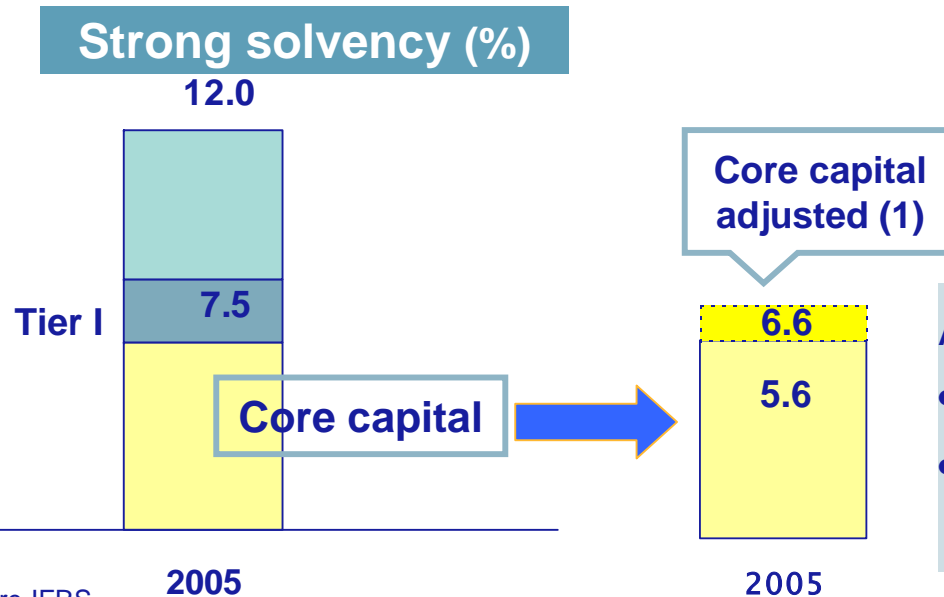 Strong solvency (%)
12.0
Core capital
adjusted (1)
Tier I
7.5
6.6
5.6
Core capital
2005
2005
IFRS